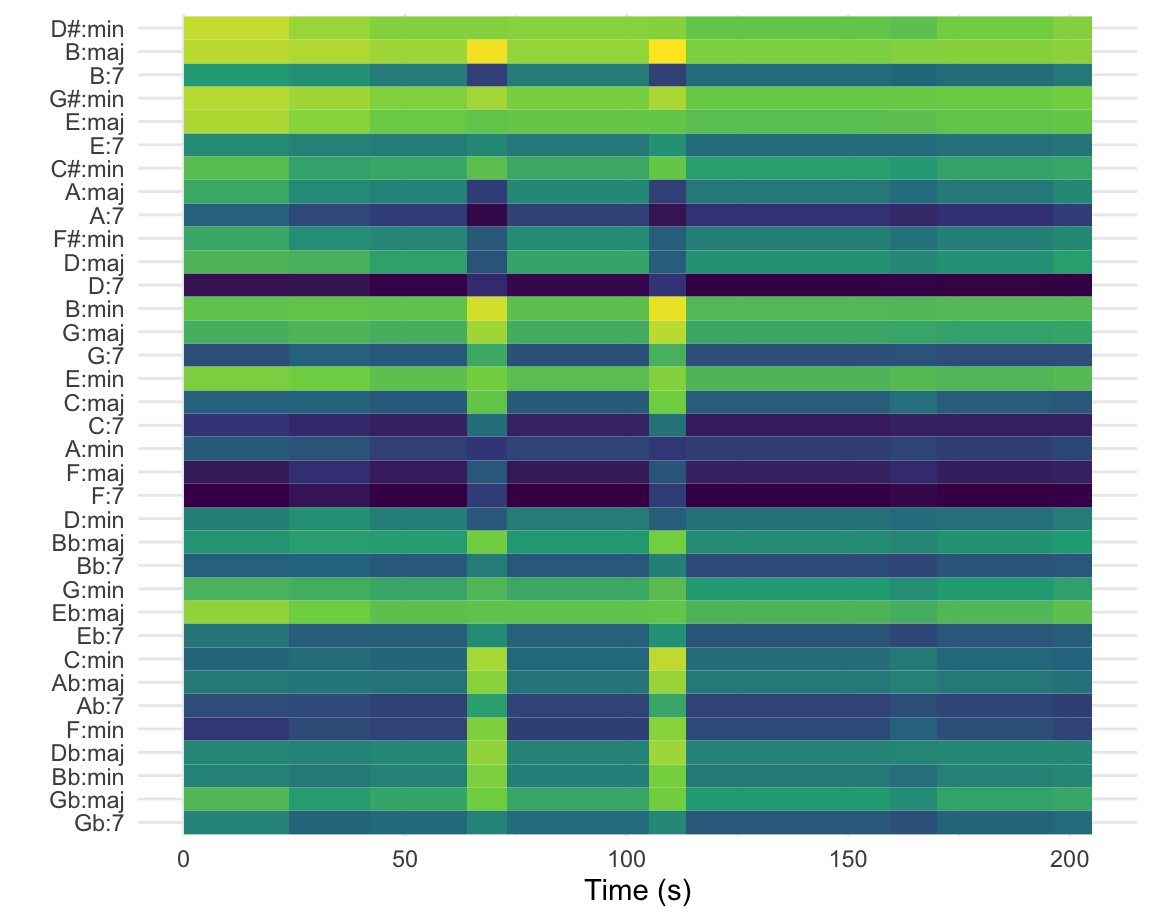 D#:min
B:maj
B:7
G#:min
E:maj
E:7
C#:min
A:maj
A:7
F#:min
D:maj
D:7
B:min
G:maj
G:7
E:min
C:maj
C:7
A:min
F:maj
F:7
D:min
Bb:maj
Bb:7
G:min
Eb:maj
Eb:7
C:min
Ab:maj
Ab:7
F:min
Db:maj
Bb:min
Gb:maj
Gb:7
0 50 100 150 200
Time (s)